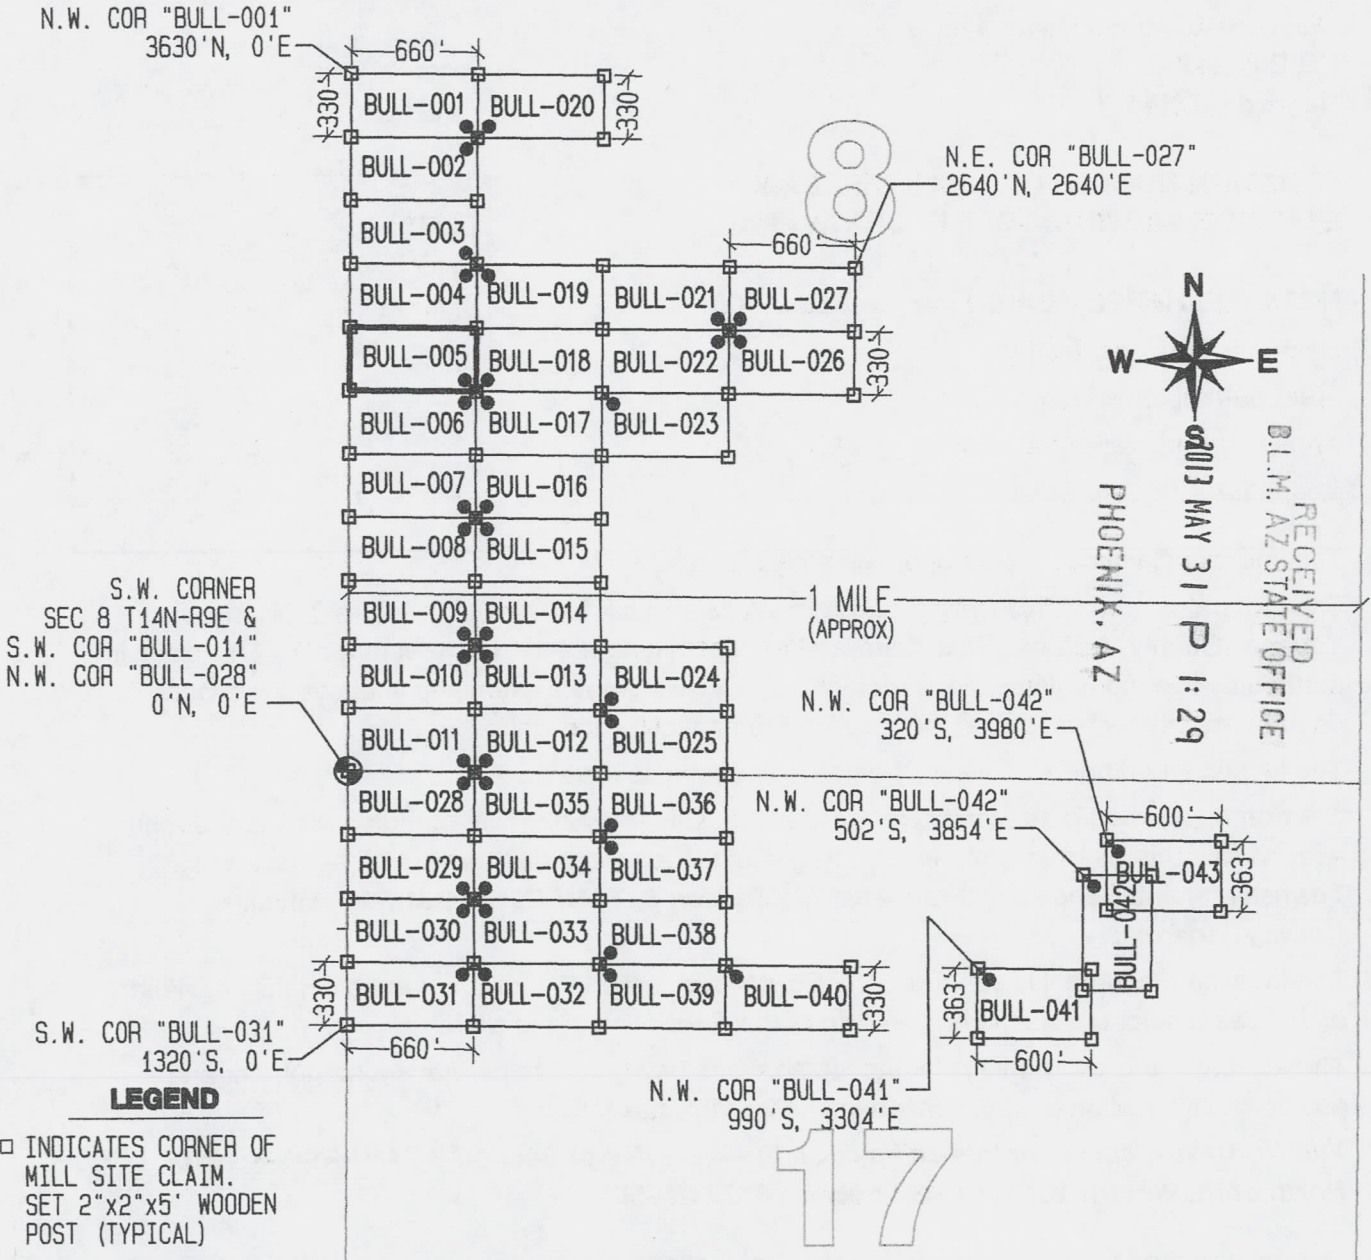 N.W. COR "BULL-001"
3630'N, 0'E
660'
330
BULL-001
BULL-020
330
BULL-002
8
N.E. COR "BULL-027"
2640'N, 2640'E
BULL-003
660'
BULL-004
BULL-019
BULL-021
BULL-027
N
W
E
S
BULL-005
BULL-018
BULL-022
BULL-026
330
BULL-006
BULL-017
BULL-023
BULL-007
BULL-016
BULL-008
BULL-015
RECEIVED
B.L.M. AZ STATE OFFICE
2013 MAY 31 P 1:29
PHOENIX, AZ
S.W. CORNER
SEC 8 T14N-R9E &
S.W. COR "BULL-011"
N.W. COR "BULL-028"
0'N, 0'E
BULL-009
BULL-014
1 MILE
(APPROX)
BULL-010
BULL-013
BULL-024
BULL-011
BULL-012
BULL-025
N.W. COR "BULL-042"
320'S, 3980'E
BULL-028
BULL-035
BULL-036
N.W. COR "BULL-042"
502'S, 3854'E
600'
BULL-029
BULL-034
BULL-037
BULL-043
363
BULL-042
BULL-030
BULL-033
BULL-038
330
BULL-031
BULL-032
BULL-039
BULL-040
330
363
BULL-041
600'
S.W. COR "BULL-031"
1320'S, 0'E
660'
N.W. COR "BULL-041"
990'S, 3304'E
17
LEGEND
INDICATES CORNER OF
MILL SITE CLAIM.
SET 2"x2"x5' WOODEN
POST (TYPICAL)